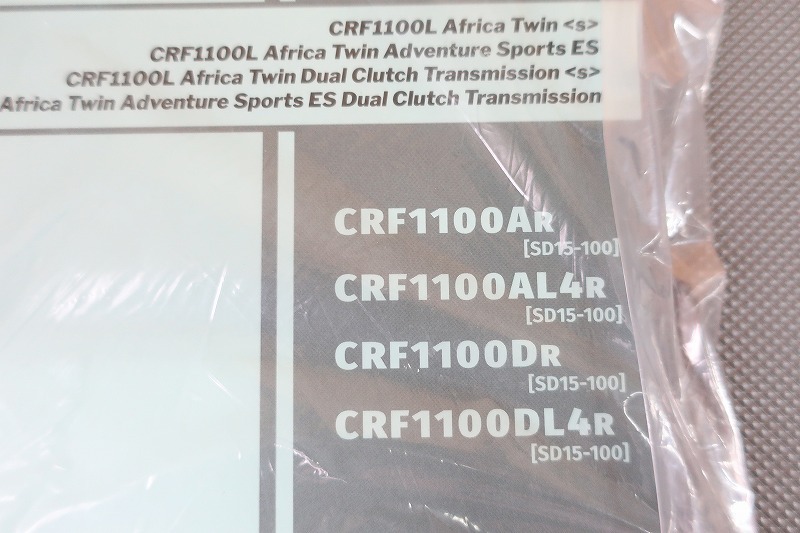 CRF1100L Africa Twin <s>
CRF1100L Africa Twin Adventure Sports ES
CRF1100L Africa Twin Dual Clutch Transmission <s>
Africa Twin Adventure Sports ES Dual Clutch Transmission
CRF1100AR
[SD15-100]
CRF1100AL4R
[SD15-100]
CRF1100DR
[SD15-100]
CRF1100DL4R
[SD15-100]